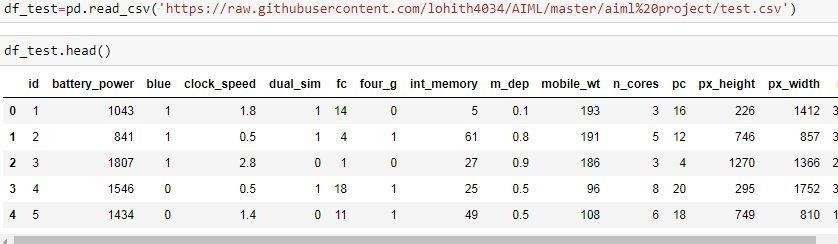 df_test=pd.read_csv('https://raw.githubusercontent.com/lohith4034/AIML/master/aiml%20project/test.csv')
df_test.head()
id battery_power blue clock_speed dual_sim fc four_g int_memory m_dep mobile_wt n_cores pc px_height px_width
0 1 1043 1 1.8 1 14 0 5 0.1 193 3 16 226 1412
1 2 841 1 0.5 1 4 1 61 0.8 191 5 12 746 857
2 3 1807 1 2.8 0 1 0 27 0.9 186 3 4 1270 1366
3 4 1546 0 0.5 1 18 1 25 0.5 96 8 20 295 1752
4 5 1434 0 1.4 0 11 1 49 0.5 108 6 18 749 810